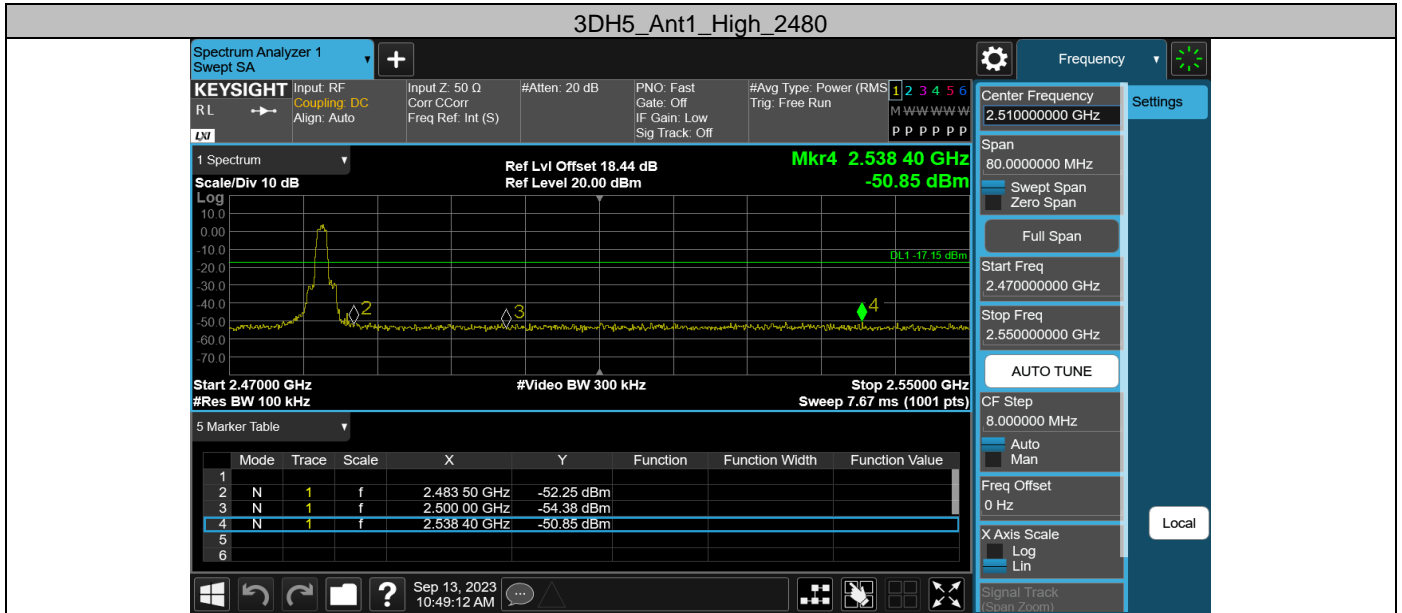 3DH5_Ant1_High_2480
Spectrum Analyzer 1
Swept SA
+
Frequency
KEYSIGHT
RL
LXI
Input: RF
Coupling: DC
Align: Auto
Input Z: 50 Ω
Corr CCorr
Freq Ref: Int (S)
#Atten: 20 dB
PNO: Fast
Gate: Off
IF Gain: Low
Sig Track: Off
#Avg Type: Power (RMS
Trig: Free Run
1 2 3 4 5 6
M W W W W W
P P P P P P
1 Spectrum
Scale/Div 10 dB
Ref Lvl Offset 18.44 dB
Ref Level 20.00 dBm
Mkr4 2.538 40 GHz
-50.85 dBm
Log
10.0
0.00
-10.0
-20.0
-30.0
-40.0
-50.0
-60.0
-70.0
DL1 -17.15 dBm
2
3
4
Start 2.47000 GHz
#Video BW 300 kHz
Stop 2.55000 GHz
#Res BW 100 kHz
Sweep 7.67 ms (1001 pts)
5 Marker Table
Mode Trace Scale X Y Function Function Width Function Value
1
2 N 1 f 2.483 50 GHz -52.25 dBm
3 N 1 f 2.500 00 GHz -54.38 dBm
4 N 1 f 2.538 40 GHz -50.85 dBm
5
6
Center Frequency
2.510000000 GHz
Settings
Span
80.0000000 MHz
Swept Span
Zero Span
Full Span
Start Freq
2.470000000 GHz
Stop Freq
2.550000000 GHz
AUTO TUNE
CF Step
8.000000 MHz
Auto
Man
Freq Offset
0 Hz
X Axis Scale
Log
Lin
Signal Track
(Span Zoom)
Local
?
Sep 13, 2023
10:49:12 AM